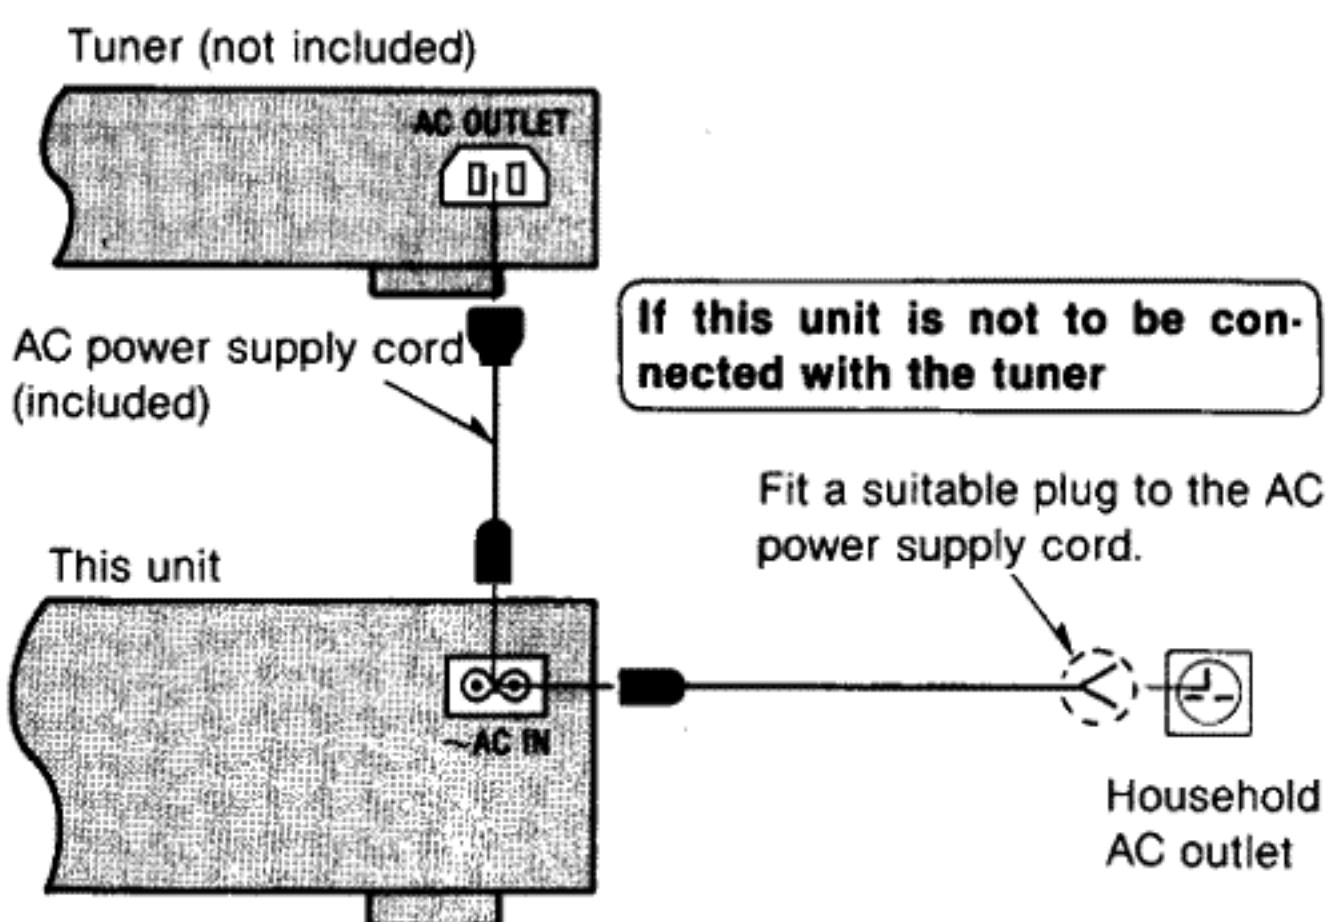 Tuner (not included)
AC OUTLET
If this unit is not to be con-
nected with the tuner
AC power supply cord
(included)
Fit a suitable plug to the AC
power supply cord.
This unit
~AC IN
Household
AC outlet